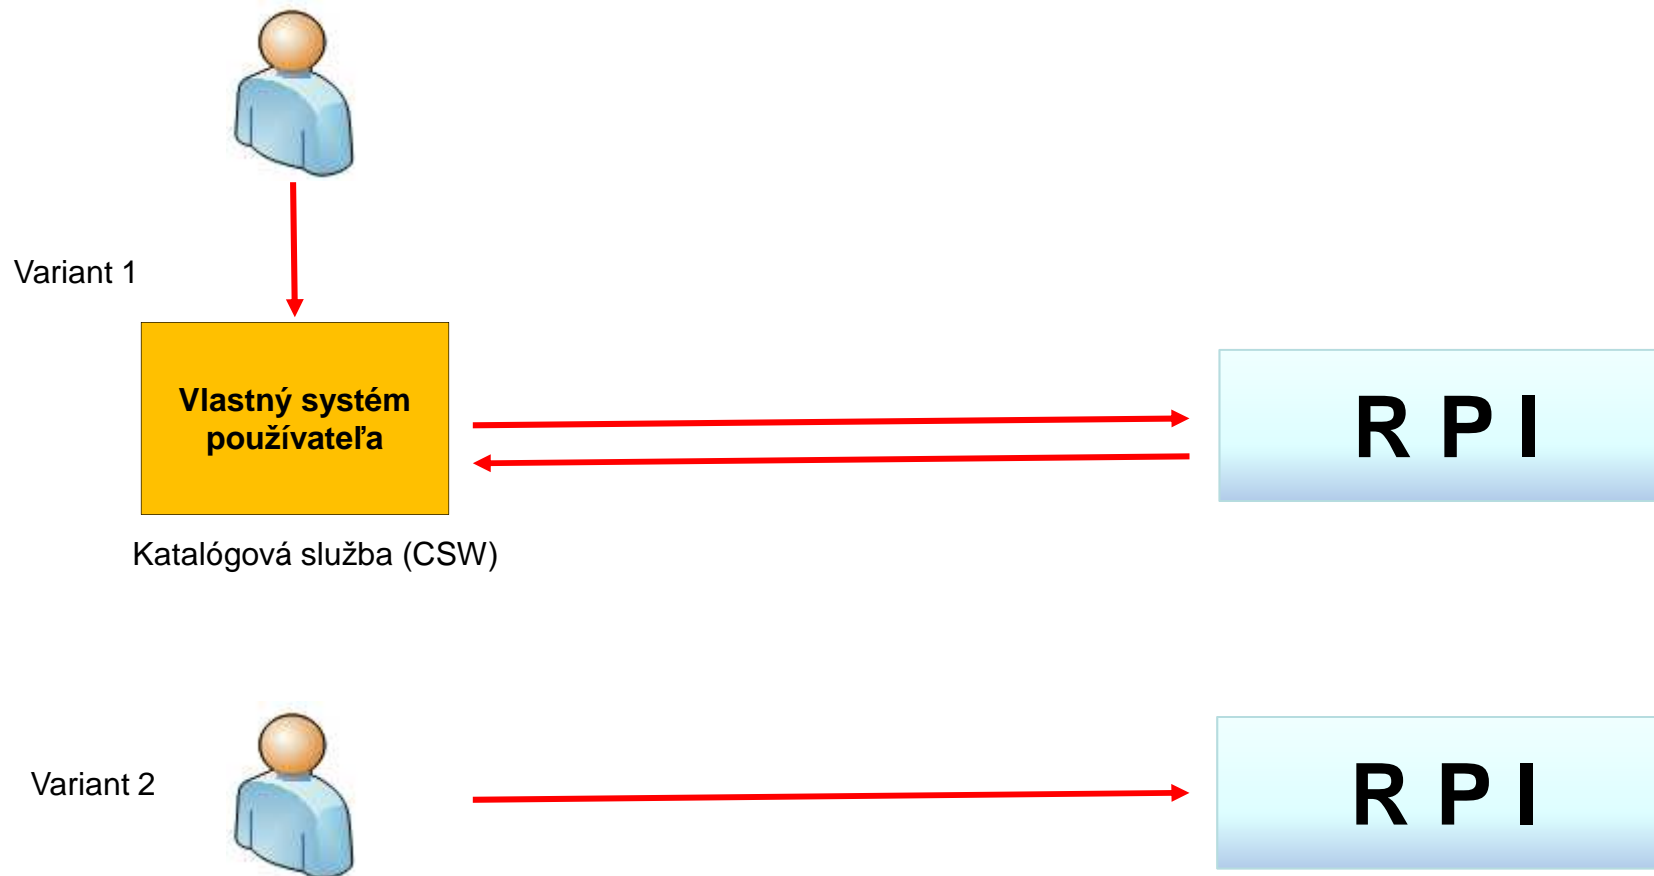 Variant 1
Vlastný systém
používateľa
R P I
Katalógová služba (CSW)
Variant 2
R P I